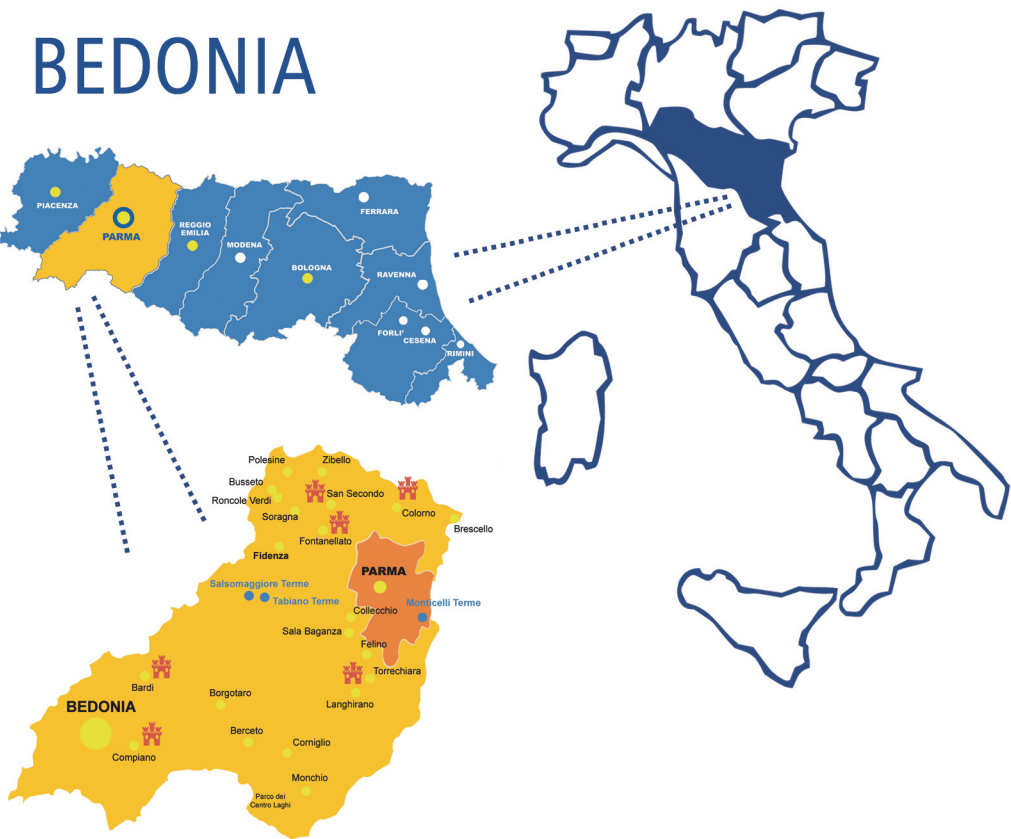 BEDONIA
PIACENZA
PARMA
REGGIO
EMILIA
MODENA
BOLOGNA
FERRARA
RAVENNA
FORLI'
CESENA
RIMINI
Polesine
Zibello
Busseto
Roncole Verdi
San Secondo
Soragna
Colorno
Brescello
Fontanellato
Fidenza
PARMA
Salsomaggiore Terme
Tabiano Terme
Monticelli Terme
Collecchio
Sala Baganza
Felino
Torrechiara
Bardi
Langhirano
Borgotaro
BEDONIA
Berceto
Corniglio
Compiano
Monchio
Parco dei
Centro Laghi